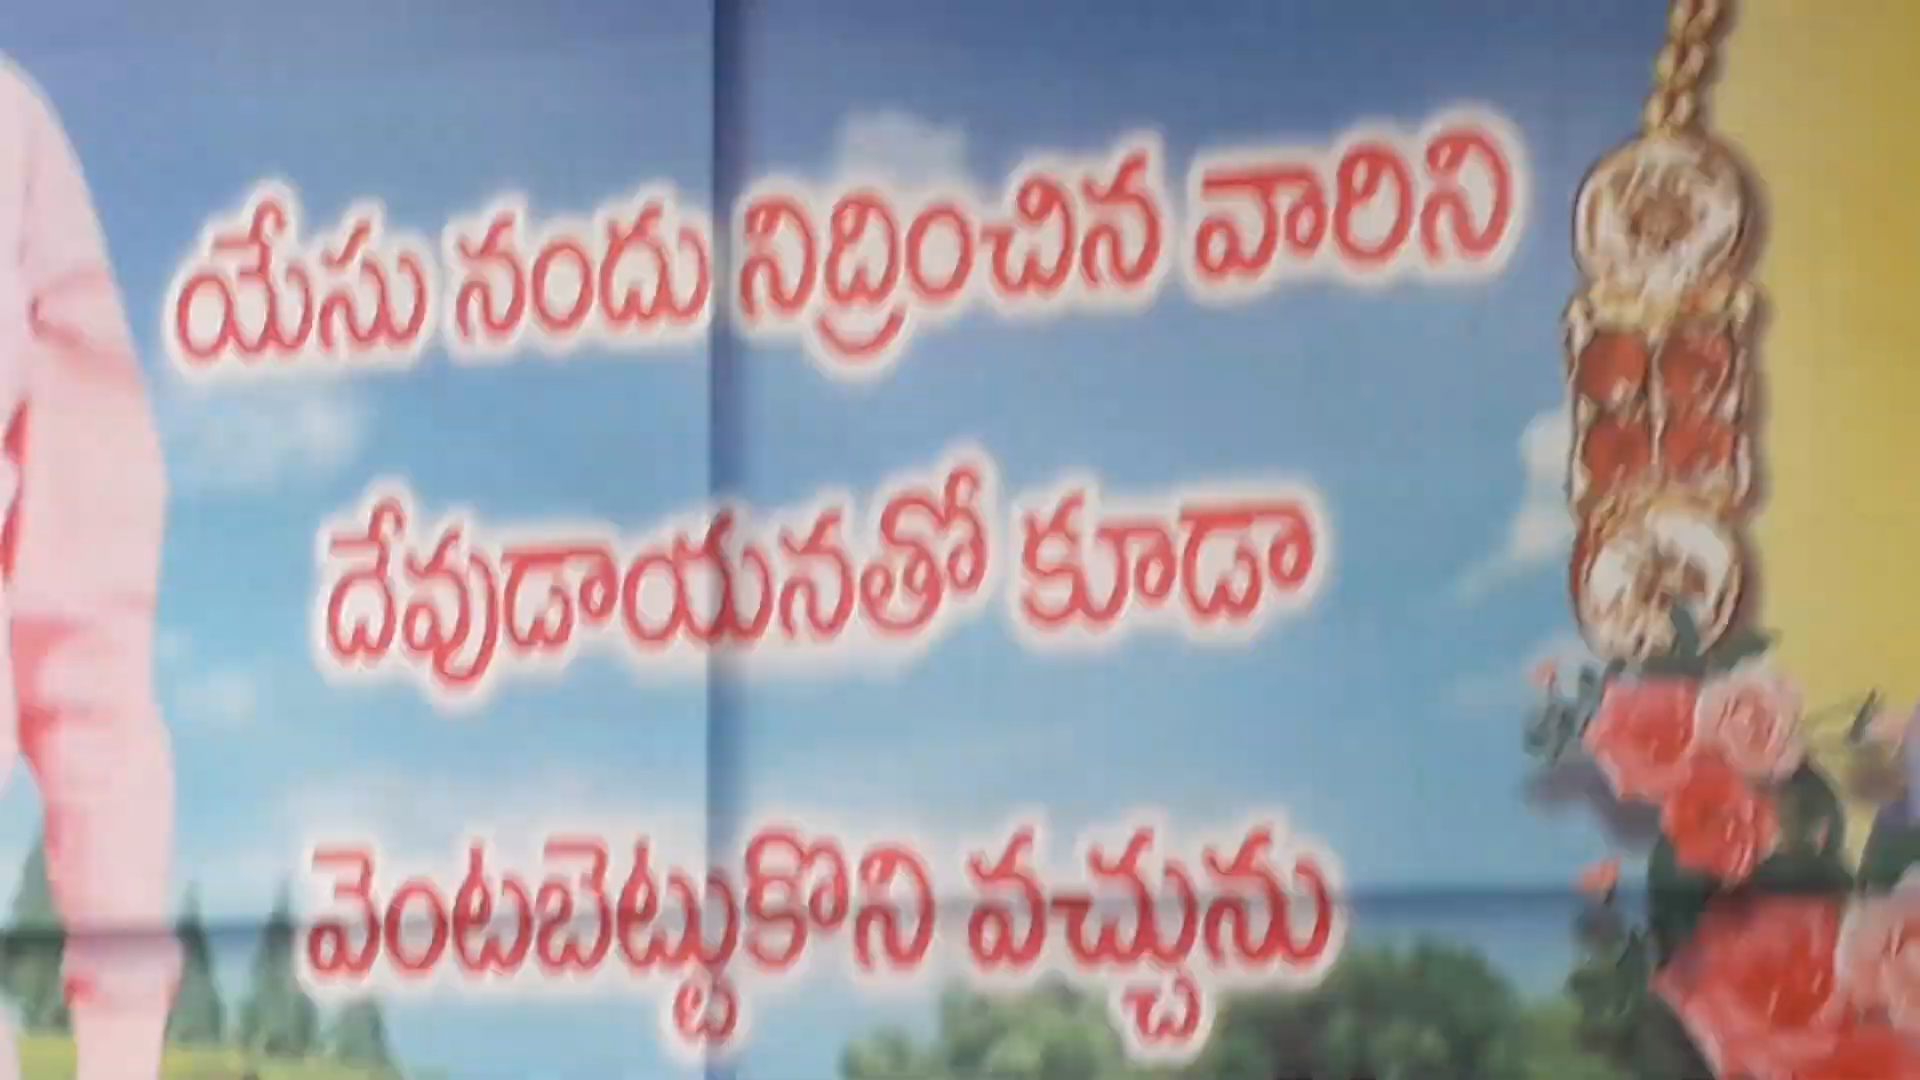 యేసు నందు నిద్రించిన వారిని
దేవుడాయనతో కూడా
వెంటబెట్టుకొని వచ్చును